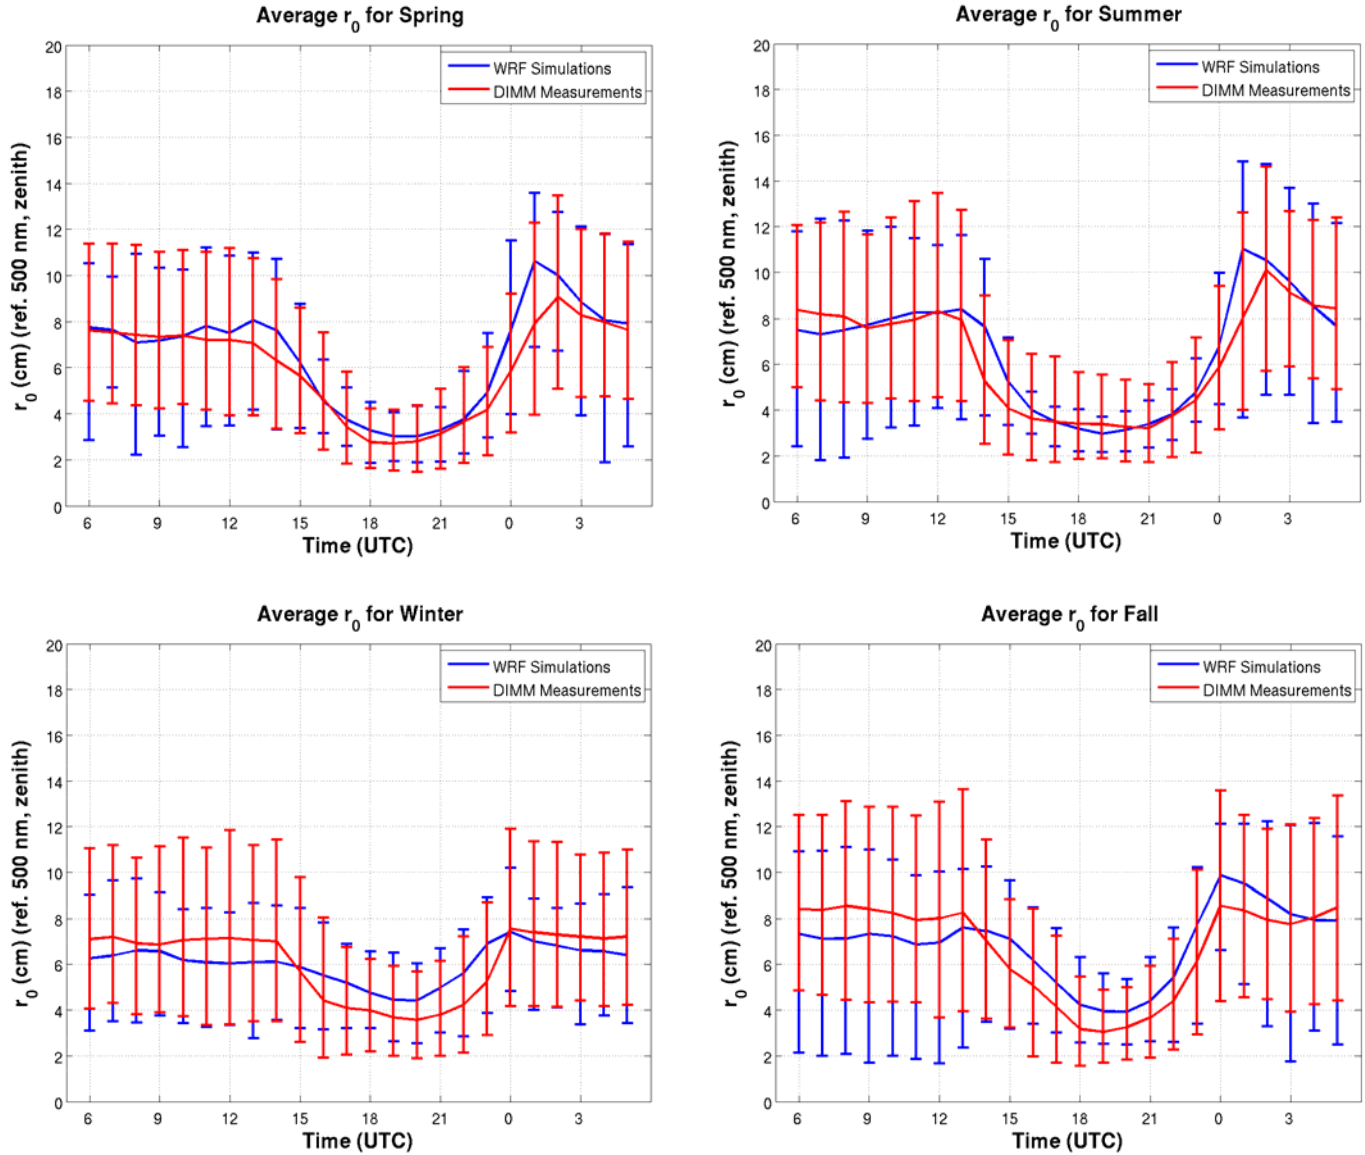 Average r0 for Spring
WRF Simulations
DIMM Measurements
r0 (cm) (ref. 500 nm, zenith)
20
18
16
14
12
10
8
6
4
2
0
6 9 12 15 18 21 0 3
Time (UTC)
Average r0 for Summer
WRF Simulations
DIMM Measurements
r0 (cm) (ref. 500 nm, zenith)
20
18
16
14
12
10
8
6
4
2
0
6 9 12 15 18 21 0 3
Time (UTC)
Average r0 for Winter
WRF Simulations
DIMM Measurements
r0 (cm) (ref. 500 nm, zenith)
20
18
16
14
12
10
8
6
4
2
0
6 9 12 15 18 21 0 3
Time (UTC)
Average r0 for Fall
WRF Simulations
DIMM Measurements
r0 (cm) (ref. 500 nm, zenith)
20
18
16
14
12
10
8
6
4
2
0
6 9 12 15 18 21 0 3
Time (UTC)